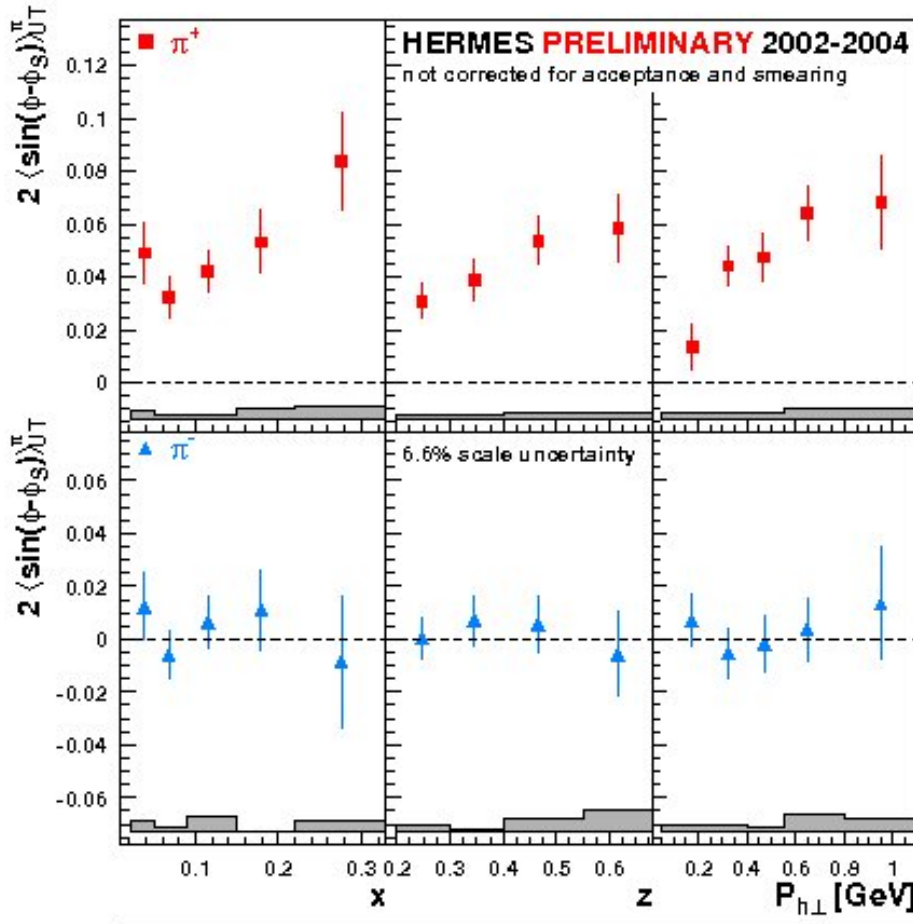 2 ⟨sin(ϕ-ϕS)⟩πUT
π+
HERMES PRELIMINARY 2002-2004
not corrected for acceptance and smearing
0.12
0.1
0.08
0.06
0.04
0.02
0
2 ⟨sin(ϕ-ϕS)⟩πUT
π-
6.6% scale uncertainty
0.06
0.04
0.02
0
-0.02
-0.04
-0.06
0.1 0.2 0.3 0.2 0.3 0.4 0.5 0.6 0.2 0.4 0.6 0.8 1
x z Ph⊥ [GeV]